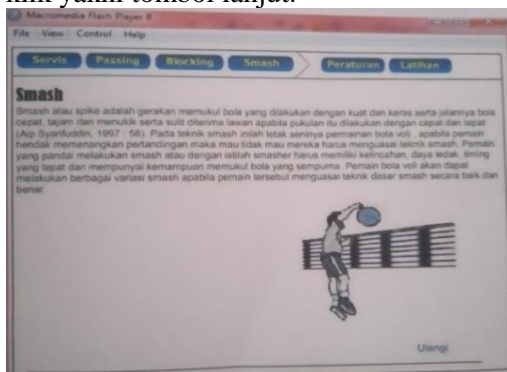 klik yakni tombol lanjut.
Macromedia Flash Player 8
File View Control Help
Servis Passing Blocking Smash Peraturan Latihan
Smash
Smash atau spike adalah gerakan memukul bola yang dilakukan dengan kuat dan keras serta jalannya bola
cepat, tajam dan menukik serta sulit diterima lawan apabila pukulan itu dilakukan dengan cepat dan tepat
(Aip Syarifuddin, 1997 : 58). Pada teknik smash inilah letak seninya permainan bola voli , apabila pemain
hendak memenangkan pertandingan maka mau tidak mau mereka harus menguasai teknik smash. Pemain
yang pandai melakukan smash atau dengan istilah smasher harus memiliki kelincahan, daya ledak, timing
yang tepat dan mempunyai kemampuan memukul bola yang sempurna. Pemain bola voli akan dapat
melakukan berbagai variasi smash apabila pemain tersebut menguasai teknik dasar smash secara baik dan
benar.
Ulangi